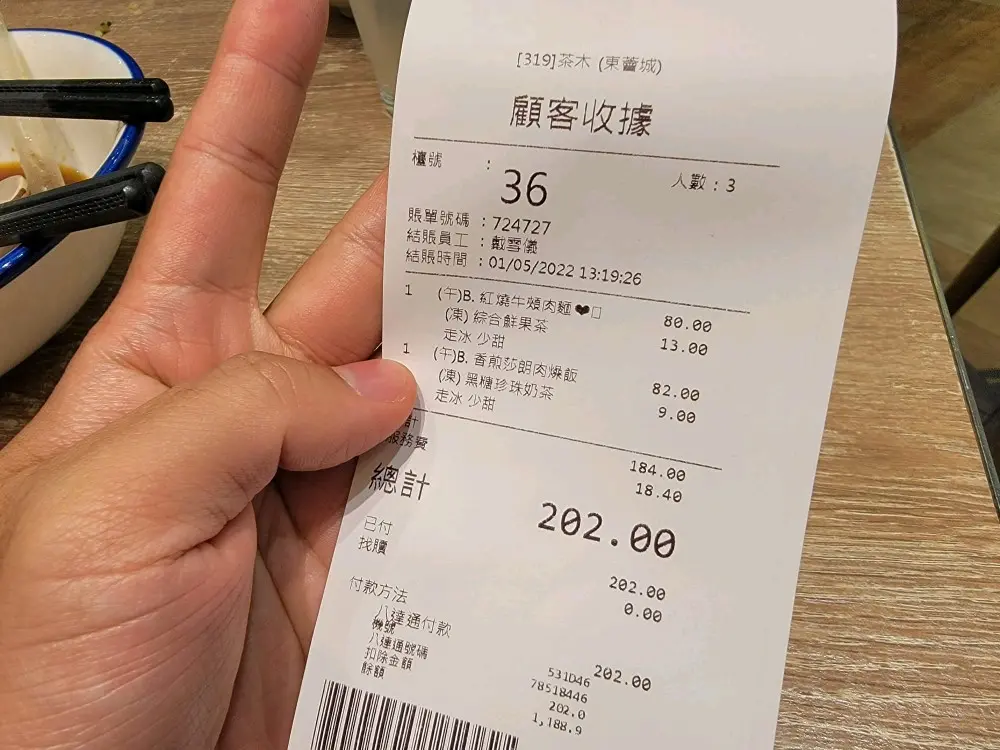 [319]茶木 (東薈城)
顧客收據
檯號 : 36 人數 : 3
賬單號碼 : 724727
結賬員工 : 戴雪儀
結賬時間 : 01/05/2022 13:19:26
1 (午)B. 紅燒牛頰肉麵❤ 80.00
(凍) 綜合鮮果茶 13.00
走冰 少甜
1 (午)B. 香煎莎朗肉燥飯 82.00
(凍) 黑糖珍珠奶茶 9.00
走冰 少甜
計 184.00
服務費 18.40
總計 202.00
已付 202.00
找贖 0.00
付款方法
八達通付款 202.00
機號 531D46
八達通號碼 78518446
扣除金額 202.0
餘額 1,188.9